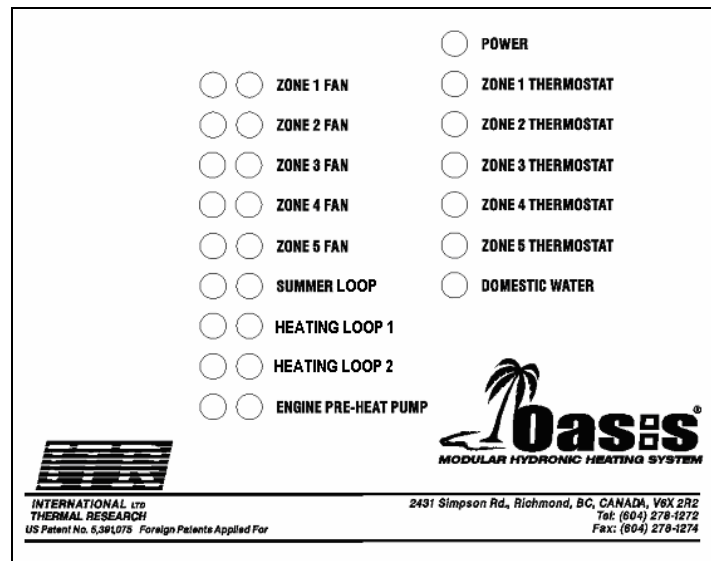 POWER
ZONE 1 FAN
ZONE 1 THERMOSTAT
ZONE 2 FAN
ZONE 2 THERMOSTAT
ZONE 3 FAN
ZONE 3 THERMOSTAT
ZONE 4 FAN
ZONE 4 THERMOSTAT
ZONE 5 FAN
ZONE 5 THERMOSTAT
SUMMER LOOP
DOMESTIC WATER
HEATING LOOP 1
HEATING LOOP 2
ENGINE PRE-HEAT PUMP
Oasis®
MODULAR HYDRONIC HEATING SYSTEM
ITR
INTERNATIONAL LTD
THERMAL RESEARCH
US Patent No. 5,391,075 Foreign Patents Applied For
2431 Simpson Rd., Richmond, BC, CANADA, V6X 2R2
Tel: (604) 278-1272
Fax: (604) 278-1274